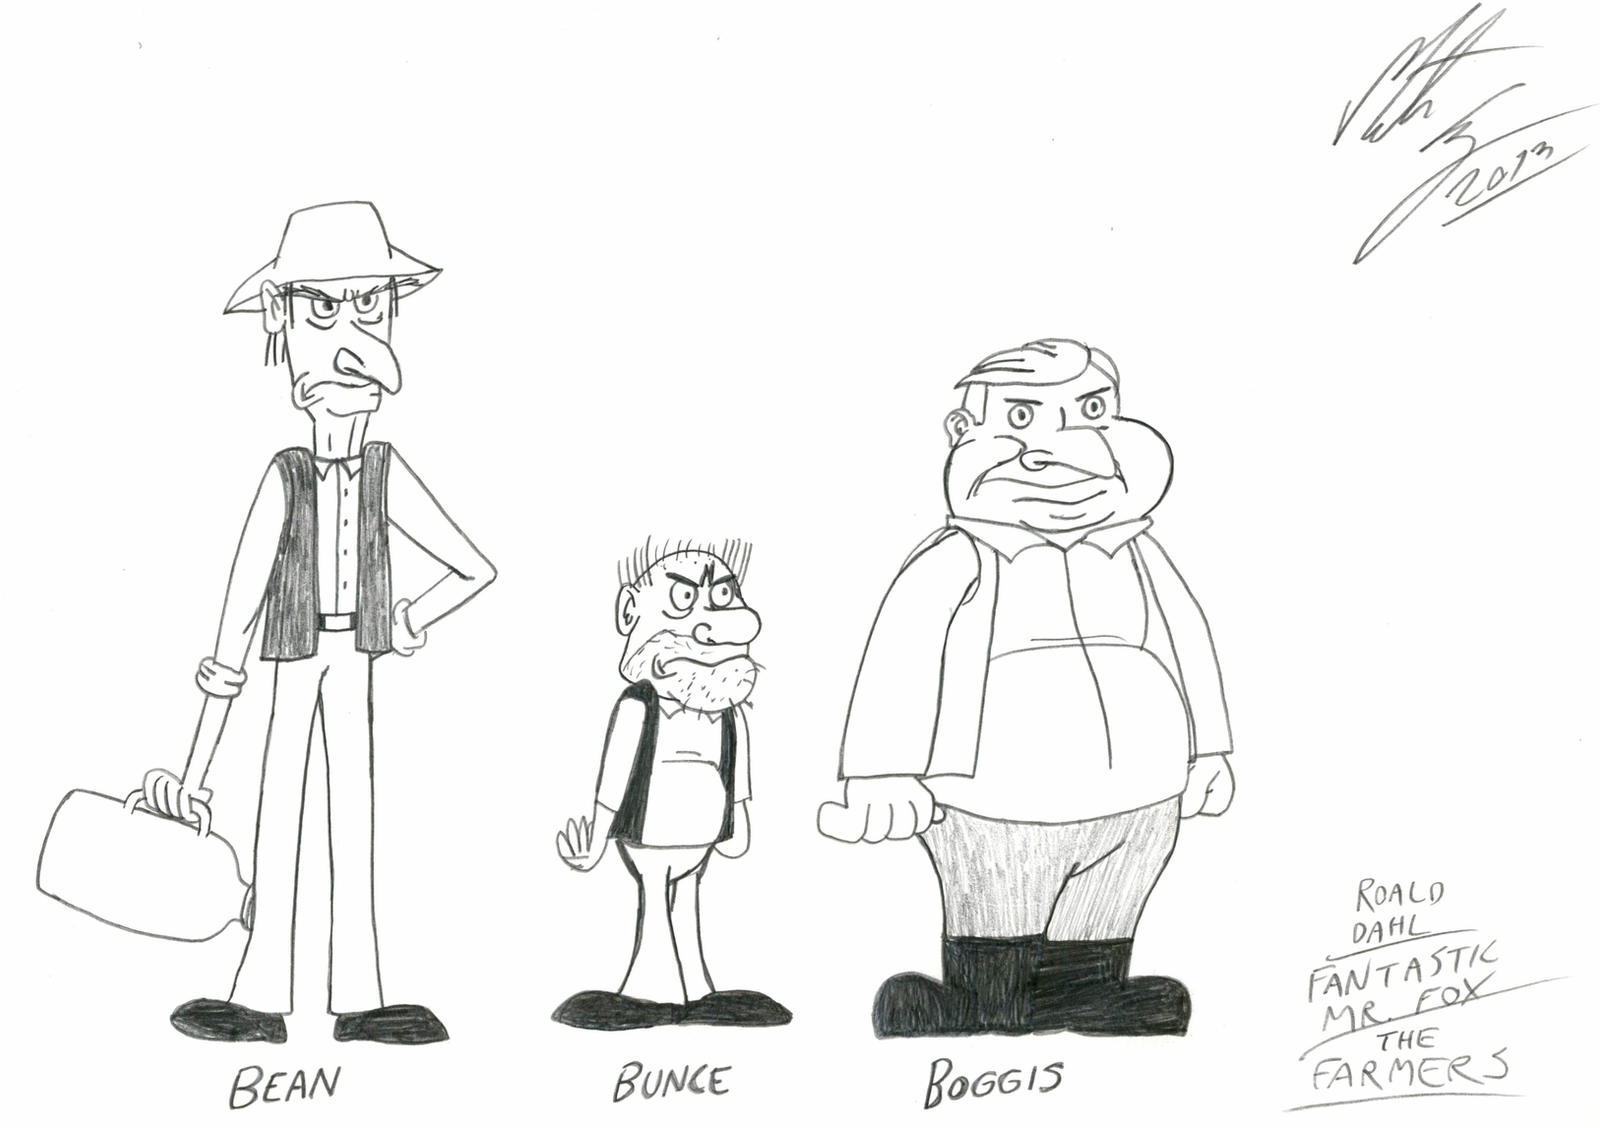 2013
BEAN
BUNCE
BOGGIS
ROALD
DAHL
FANTASTIC
MR. FOX
THE
FARMERS